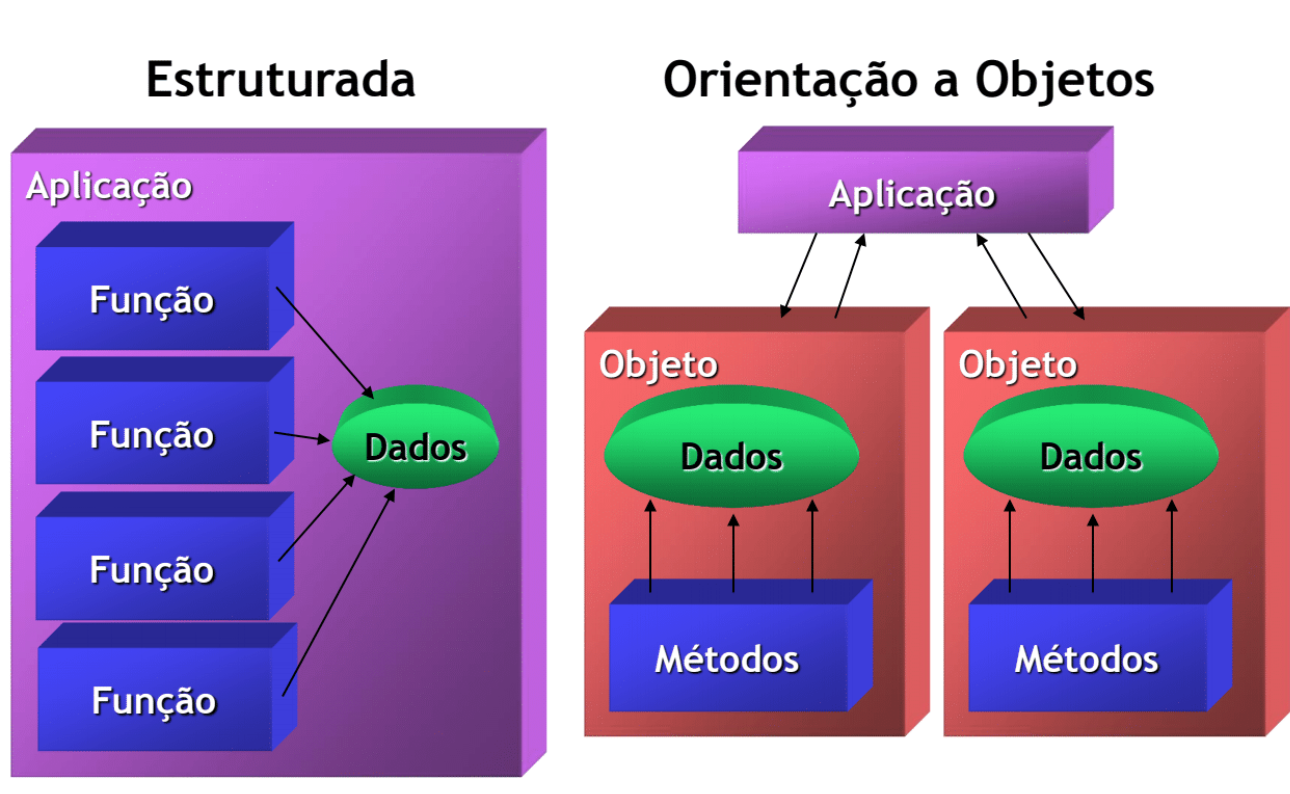 Estruturada
Aplicação
Função
Função
Função
Função
Dados
Orientação a Objetos
Aplicação
Objeto
Dados
Métodos
Objeto
Dados
Métodos